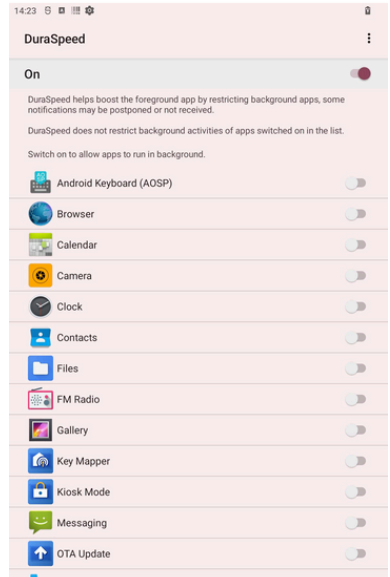 14:23
DuraSpeed
On
DuraSpeed helps boost the foreground app by restricting background apps, some
notifications may be postponed or not received.
DuraSpeed does not restrict background activities of apps switched on in the list.
Switch on to allow apps to run in background.
Android Keyboard (AOSP)
Browser
Calendar
Camera
Clock
Contacts
Files
FM Radio
Gallery
Key Mapper
Kiosk Mode
Messaging
OTA Update